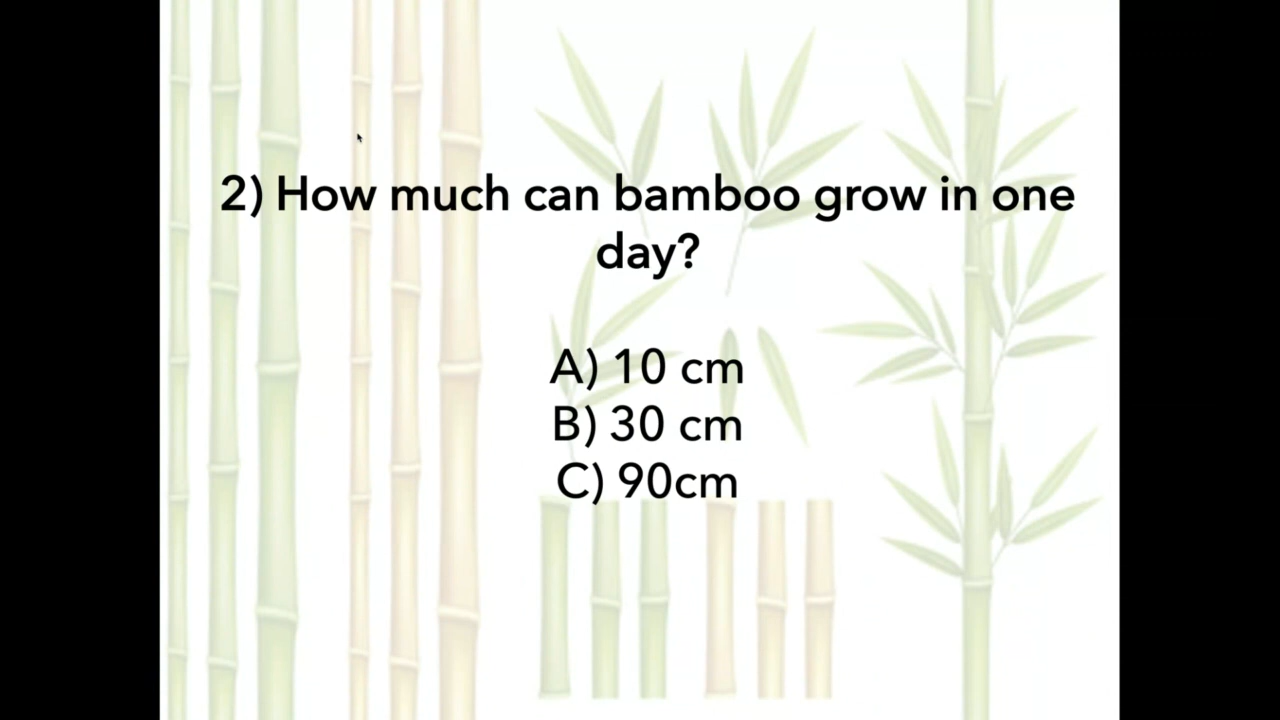 2) How much can bamboo grow in one
day?
A) 10 cm
B) 30 cm
C) 90cm